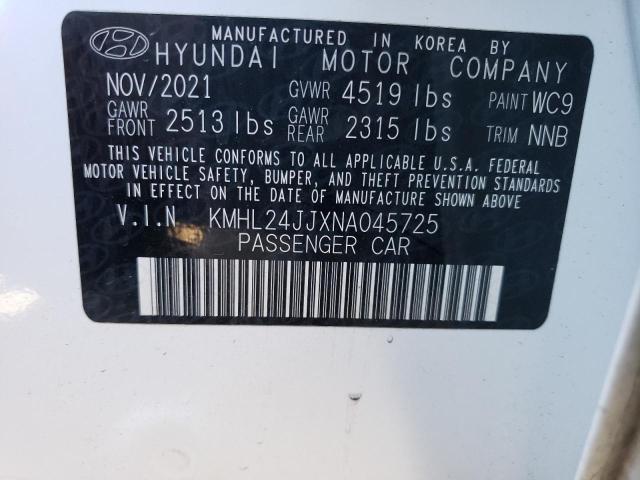 MANUFACTURED IN KOREA BY
HYUNDAI MOTOR COMPANY
NOV/2021 GVWR 4519 lbs PAINT WC9
GAWR FRONT 2513 lbs GAWR REAR 2315 lbs TRIM NNB
THIS VEHICLE CONFORMS TO ALL APPLICABLE U.S.A. FEDERAL
MOTOR VEHICLE SAFETY, BUMPER, AND THEFT PREVENTION STANDARDS
IN EFFECT ON THE DATE OF MANUFACTURE SHOWN ABOVE
V.I.N KMHL24JJXNA045725
PASSENGER CAR